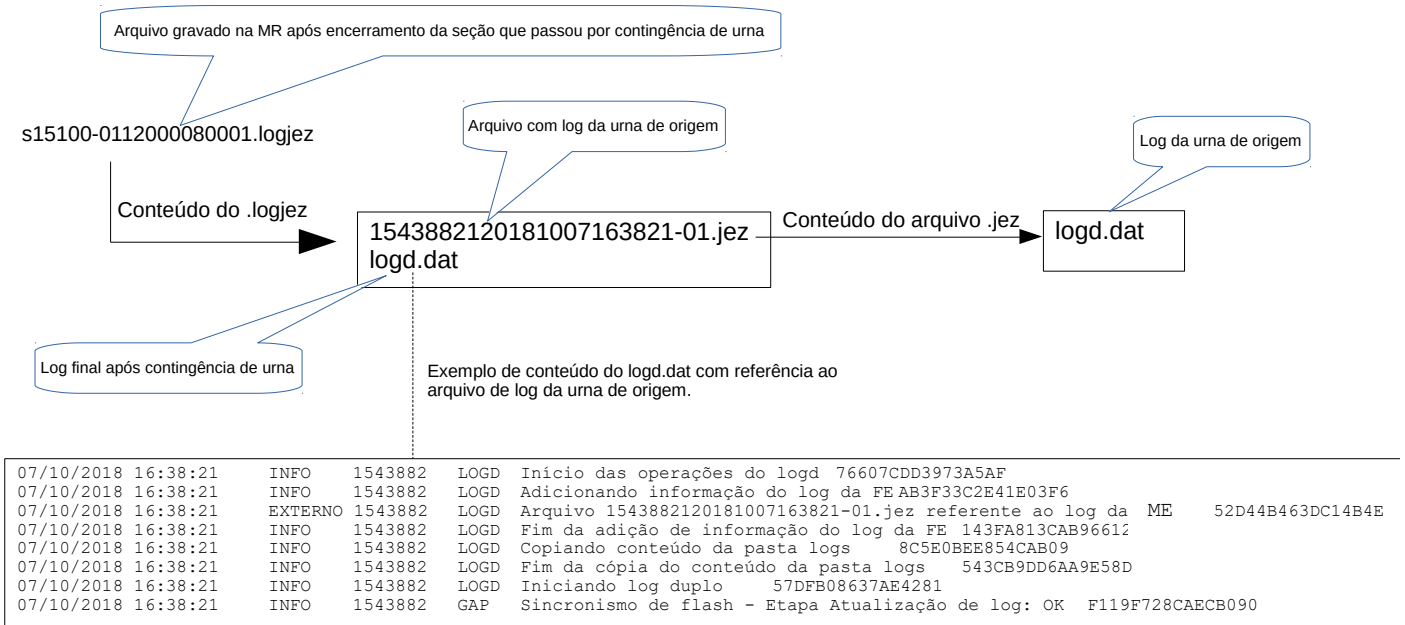 Arquivo gravado na MR após encerramento da seção que passou por contingência de urna
s15100-0112000080001.logjez
Arquivo com log da urna de origem
Log da urna de origem
Conteúdo do .logjez
1543882120181007163821-01.jez
logd.dat
Conteúdo do arquivo .jez
logd.dat
Log final após contingência de urna
Exemplo de conteúdo do logd.dat com referência ao
arquivo de log da urna de origem.
07/10/2018 16:38:21 INFO 1543882 LOGD Início das operações do logd 76607CDD3973A5AF
07/10/2018 16:38:21 INFO 1543882 LOGD Adicionando informação do log da FE AB3F33C2E41E03F6
07/10/2018 16:38:21 EXTERNO 1543882 LOGD Arquivo 1543882120181007163821-01.jez referente ao log da ME 52D44B463DC14B4E
07/10/2018 16:38:21 INFO 1543882 LOGD Fim da adição de informação do log da FE 143FA813CAB96612
07/10/2018 16:38:21 INFO 1543882 LOGD Copiando conteúdo da pasta logs 8C5E0BEE854CAB09
07/10/2018 16:38:21 INFO 1543882 LOGD Fim da cópia do conteúdo da pasta logs 543CB9DD6AA9E58D
07/10/2018 16:38:21 INFO 1543882 LOGD Iniciando log duplo 57DFB08637AE4281
07/10/2018 16:38:21 INFO 1543882 GAP Sincronismo de flash - Etapa Atualização de log: OK F119F728CAECB090